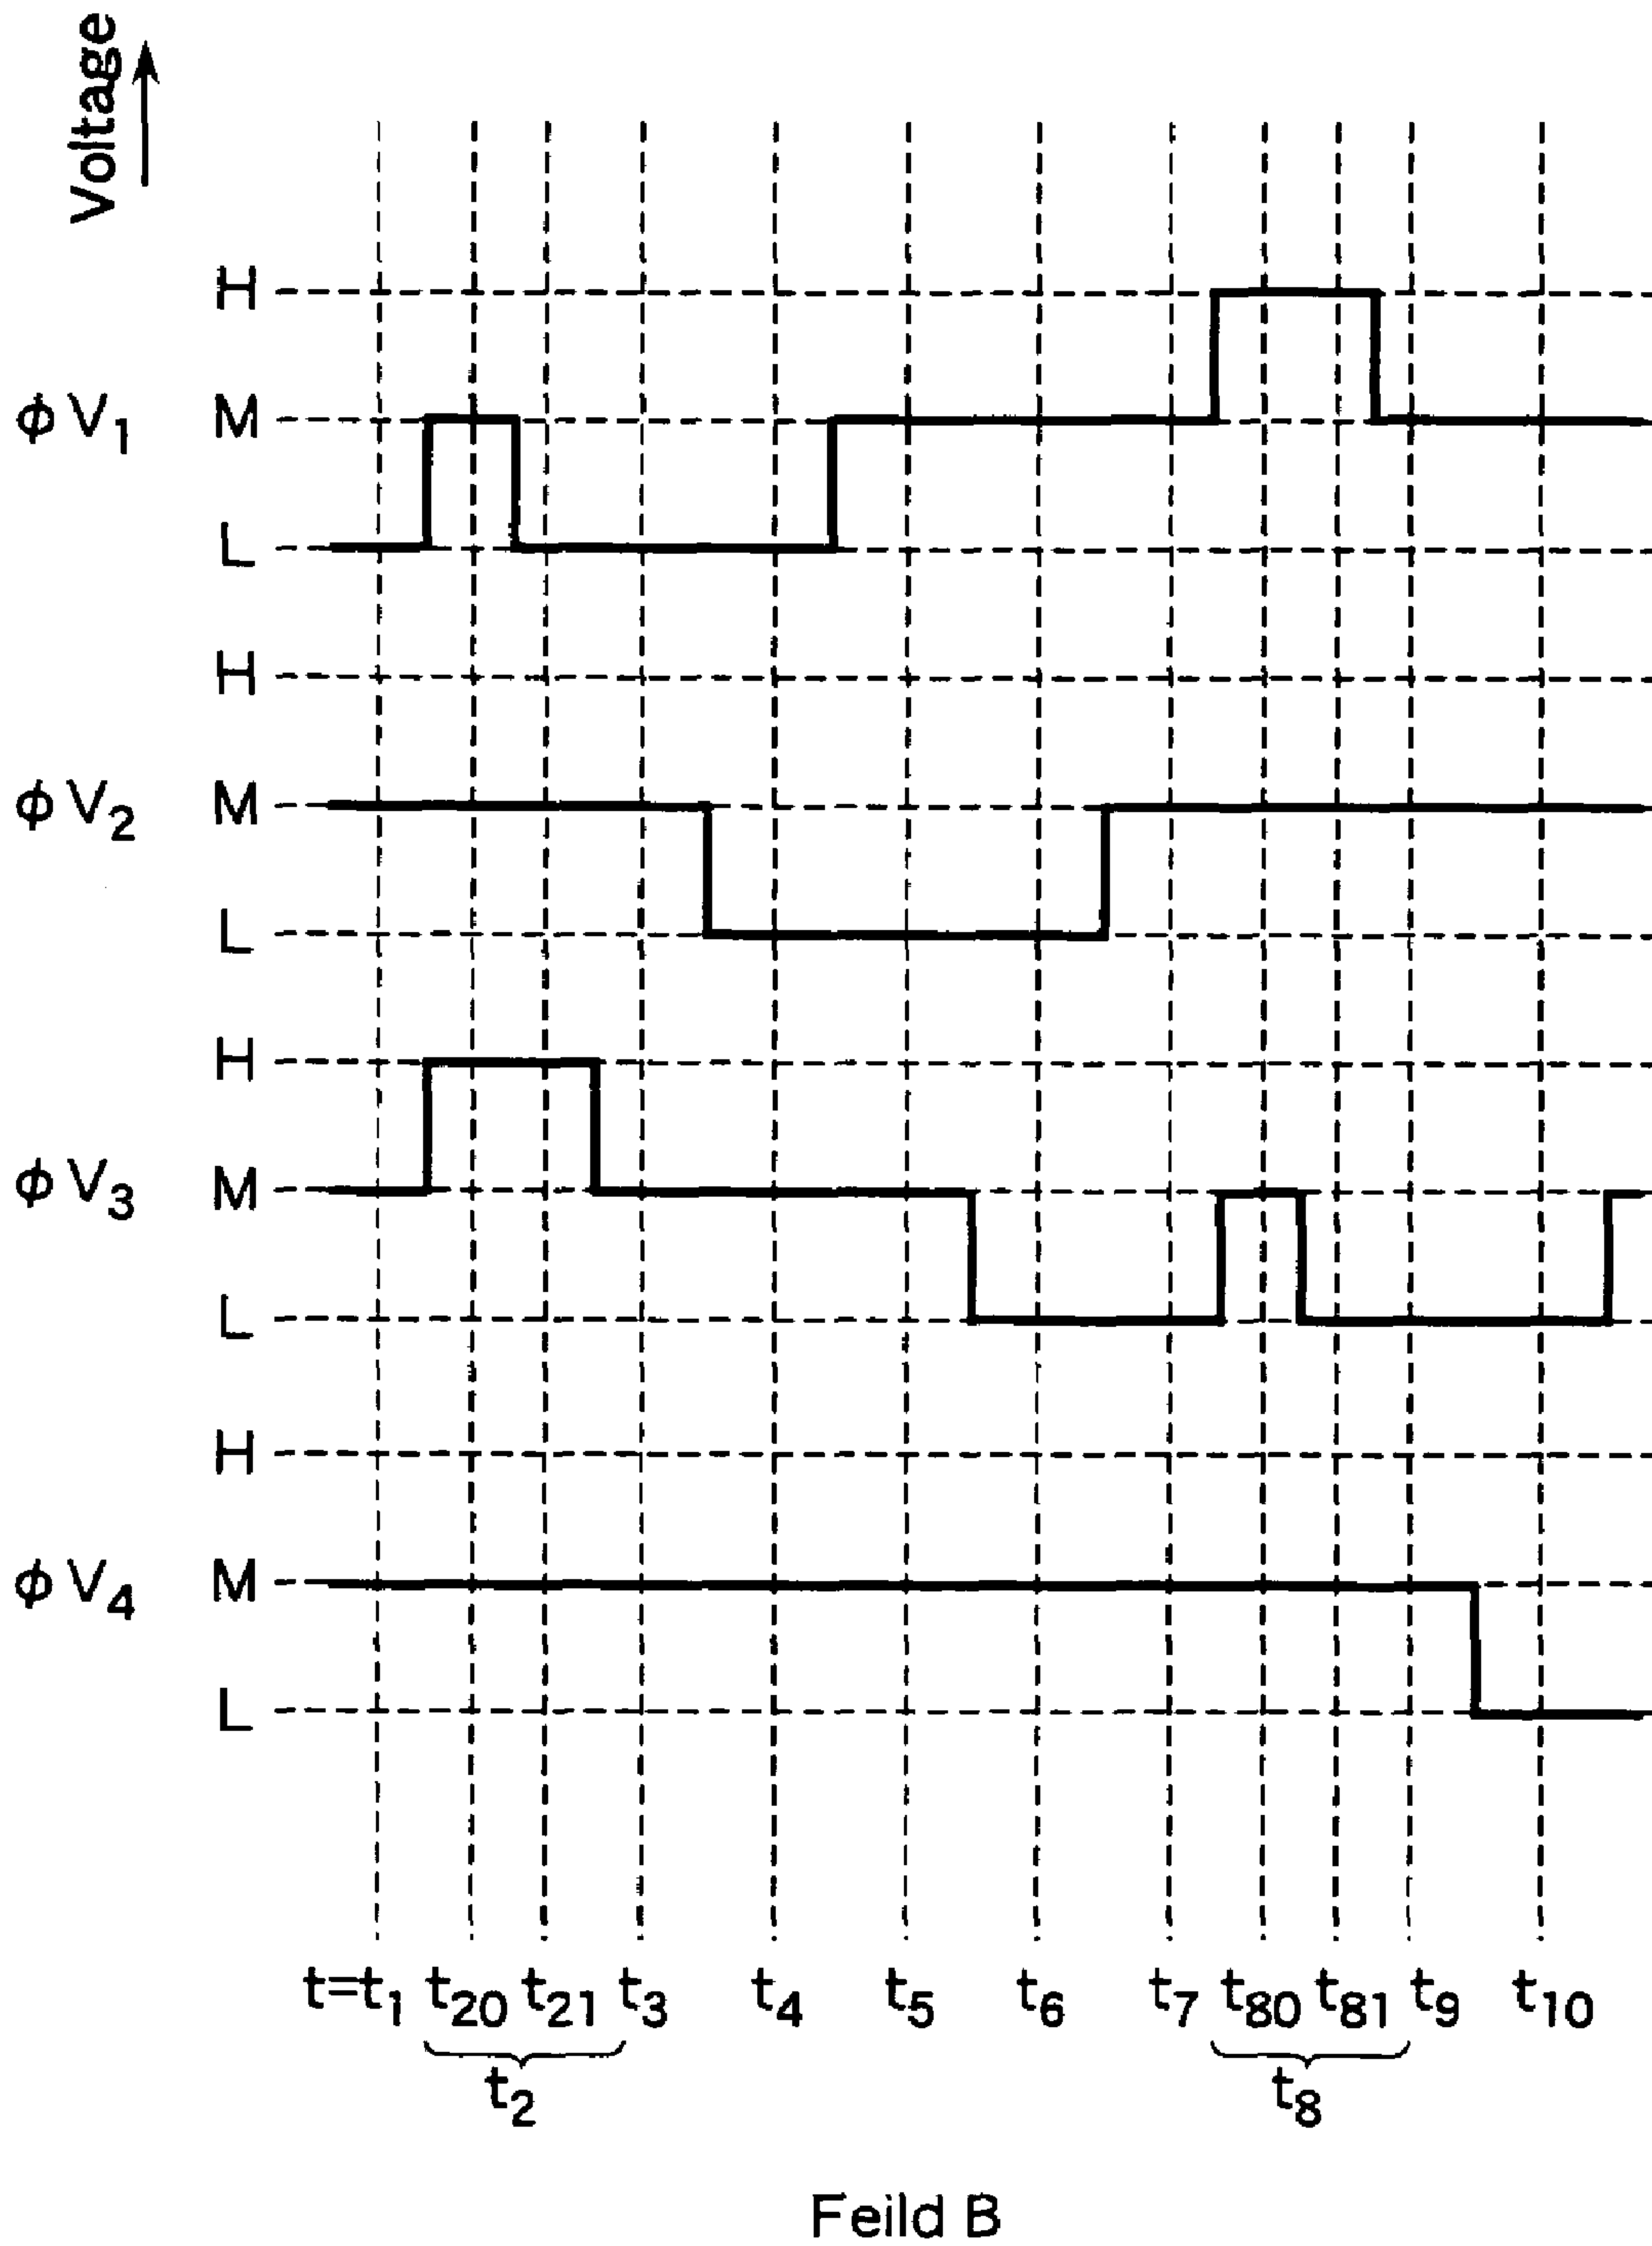 Voltage
H
φV₁ M
L
H
φV₂ M
L
H
φV₃ M
L
H
φV₄ M
L
t=t₁ t₂₀ t₂₁ t₃ t₄ t₅ t₆ t₇ t₈₀ t₈₁ t₉ t₁₀
t₂ t₈
Feild B